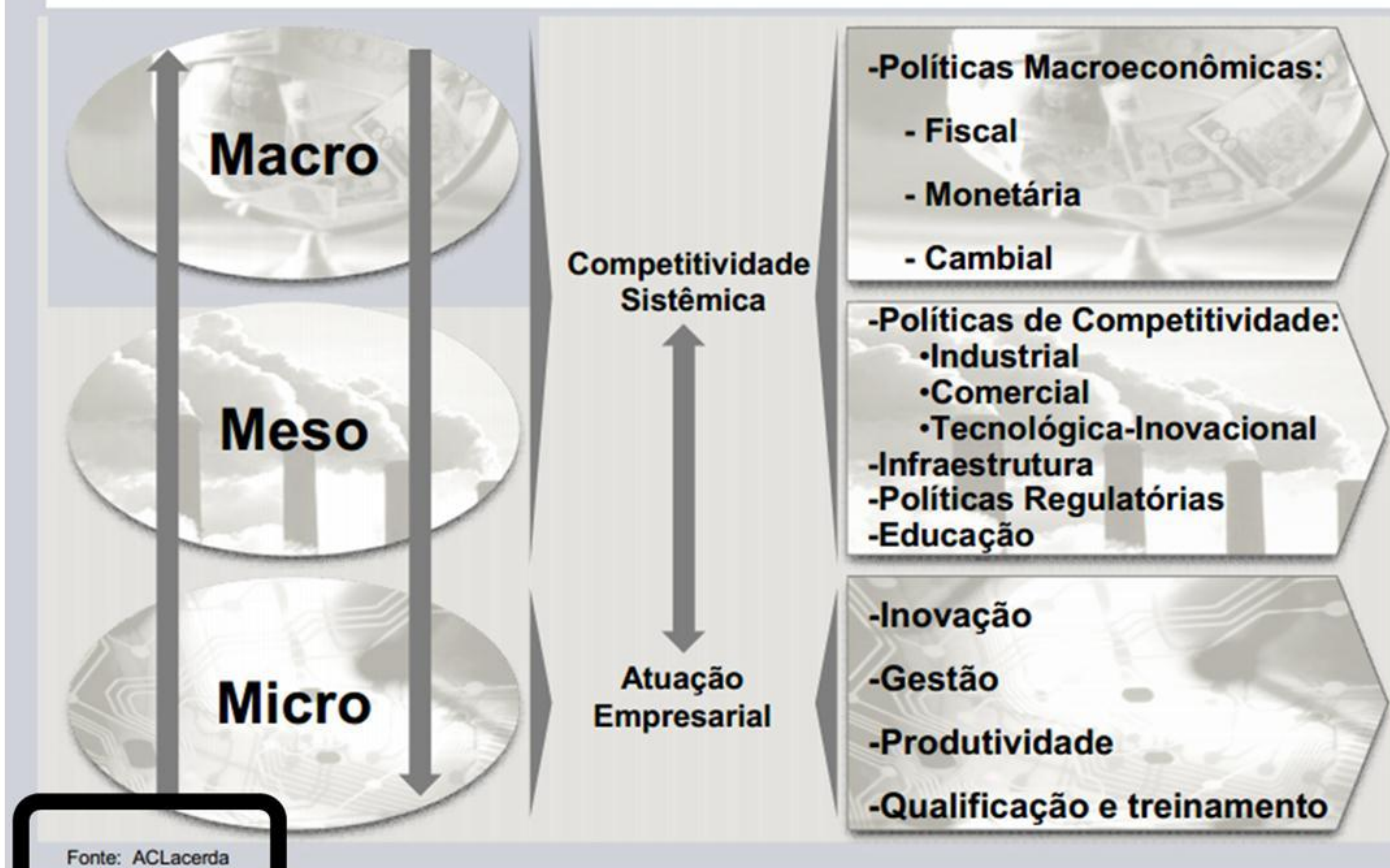 Macro
Meso
Micro
Competitividade
Sistêmica
Atuação
Empresarial
-Políticas Macroeconômicas:
- Fiscal
- Monetária
- Cambial
-Políticas de Competitividade:
•Industrial
•Comercial
•Tecnológica-Inovacional
-Infraestrutura
-Políticas Regulatórias
-Educação
-Inovação
-Gestão
-Produtividade
-Qualificação e treinamento
Fonte: ACLacerda